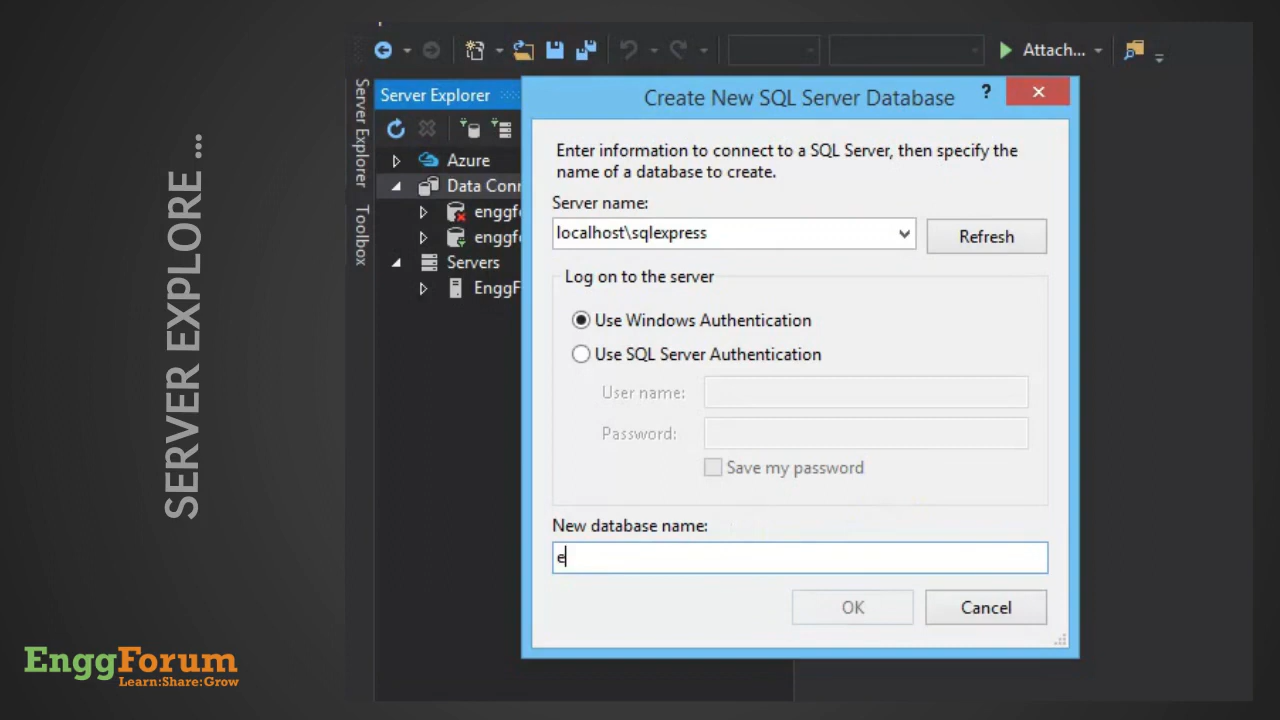 SERVER EXPLORE ...
EnggForum
Learn:Share:Grow
Attach...
Server Explorer
Toolbox
Server Explorer
Azure
Data Conn
enggfo
enggfo
Servers
EnggF
Create New SQL Server Database
?
Enter information to connect to a SQL Server, then specify the
name of a database to create.
Server name:
localhost\sqlexpress
Refresh
Log on to the server
Use Windows Authentication
Use SQL Server Authentication
User name:
Password:
Save my password
New database name:
e
OK
Cancel